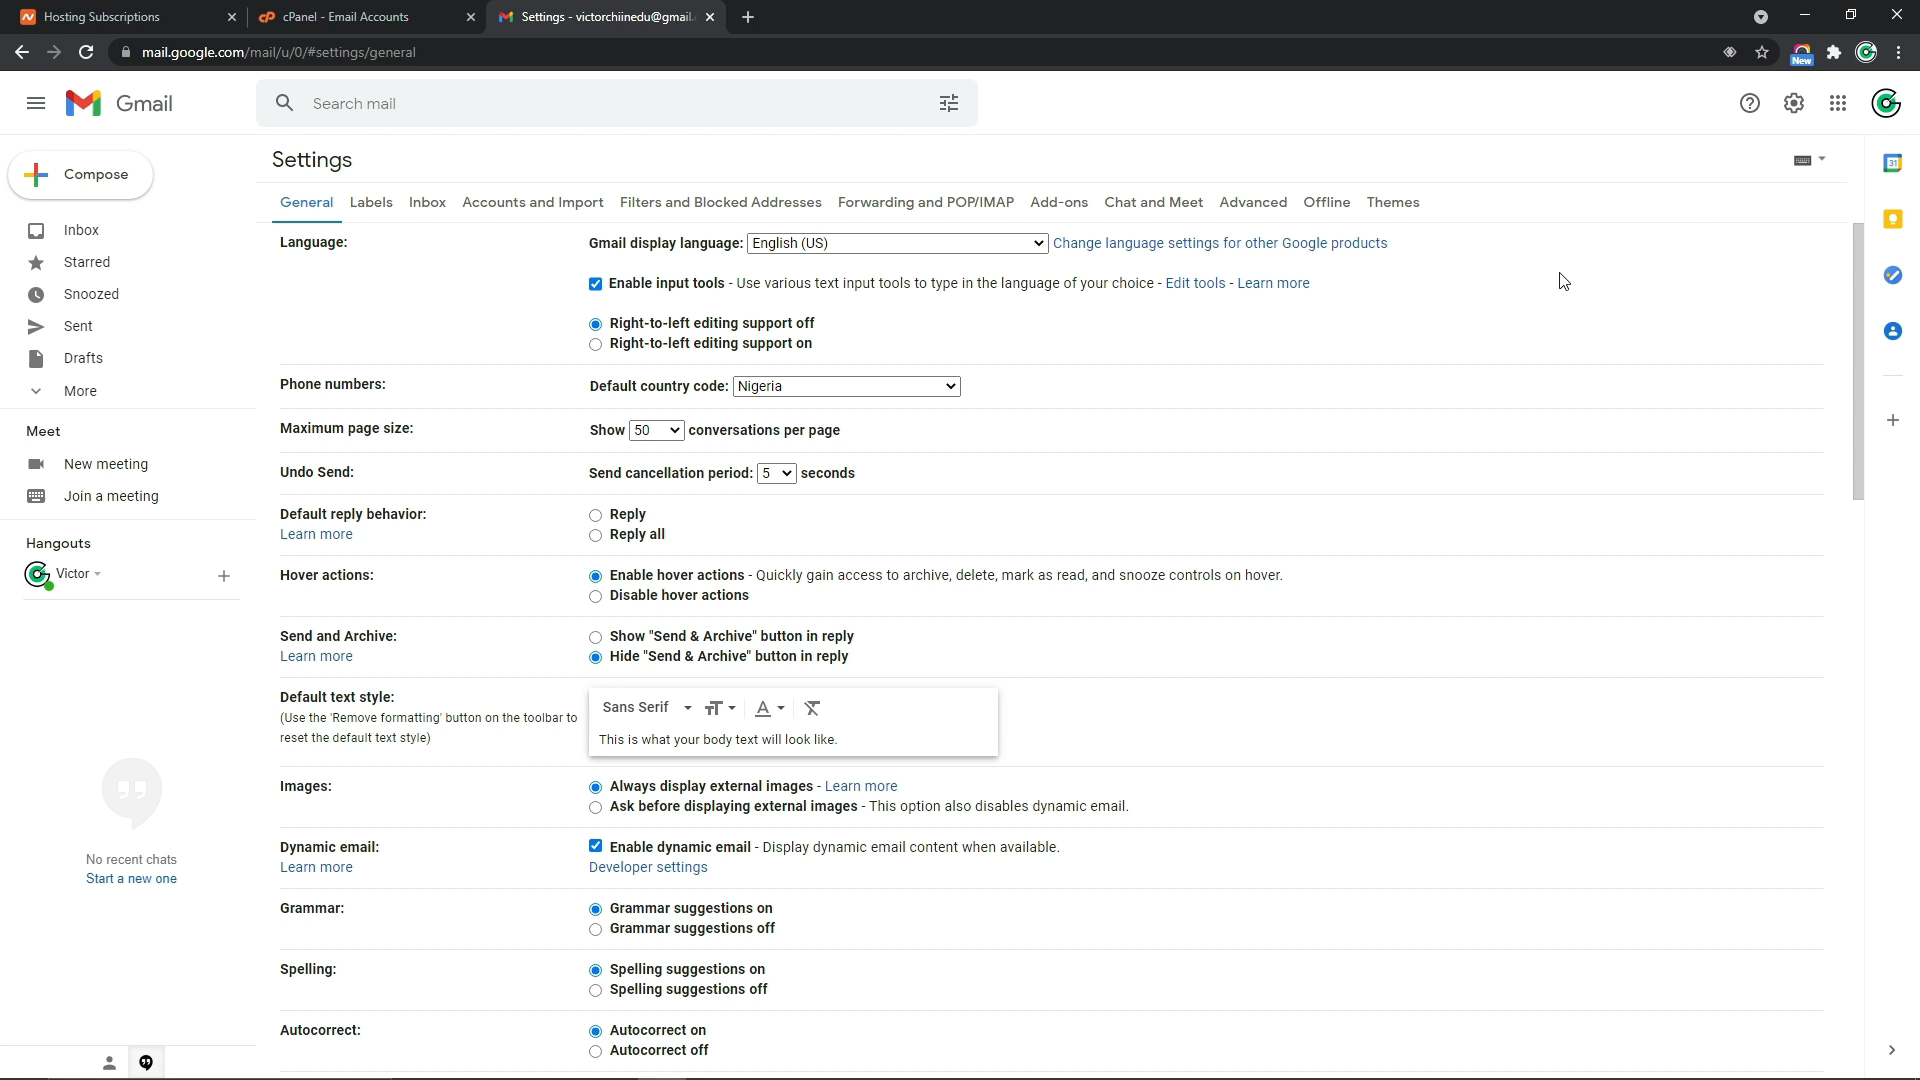 Hosting Subscriptions
cPanel - Email Accounts
Settings - victorchiinedu@gmail.
mail.google.com/mail/u/0/#settings/general
New
Gmail
Search mail
31
Compose
Inbox
Starred
Snoozed
Sent
Drafts
More
Meet
New meeting
Join a meeting
Hangouts
Victor
No recent chats
Start a new one
Settings
General Labels Inbox Accounts and Import Filters and Blocked Addresses Forwarding and POP/IMAP Add-ons Chat and Meet Advanced Offline Themes
Language:
Gmail display language: English (US) Change language settings for other Google products
Enable input tools - Use various text input tools to type in the language of your choice - Edit tools - Learn more
Right-to-left editing support off
Right-to-left editing support on
Phone numbers:
Default country code: Nigeria
Maximum page size:
Show 50 conversations per page
Undo Send:
Send cancellation period: 5 seconds
Default reply behavior:
Learn more
Reply
Reply all
Hover actions:
Enable hover actions - Quickly gain access to archive, delete, mark as read, and snooze controls on hover.
Disable hover actions
Send and Archive:
Learn more
Show "Send & Archive" button in reply
Hide "Send & Archive" button in reply
Default text style:
(Use the 'Remove formatting' button on the toolbar to
reset the default text style)
Sans Serif
This is what your body text will look like.
Images:
Always display external images - Learn more
Ask before displaying external images - This option also disables dynamic email.
Dynamic email:
Learn more
Enable dynamic email - Display dynamic email content when available.
Developer settings
Grammar:
Grammar suggestions on
Grammar suggestions off
Spelling:
Spelling suggestions on
Spelling suggestions off
Autocorrect:
Autocorrect on
Autocorrect off